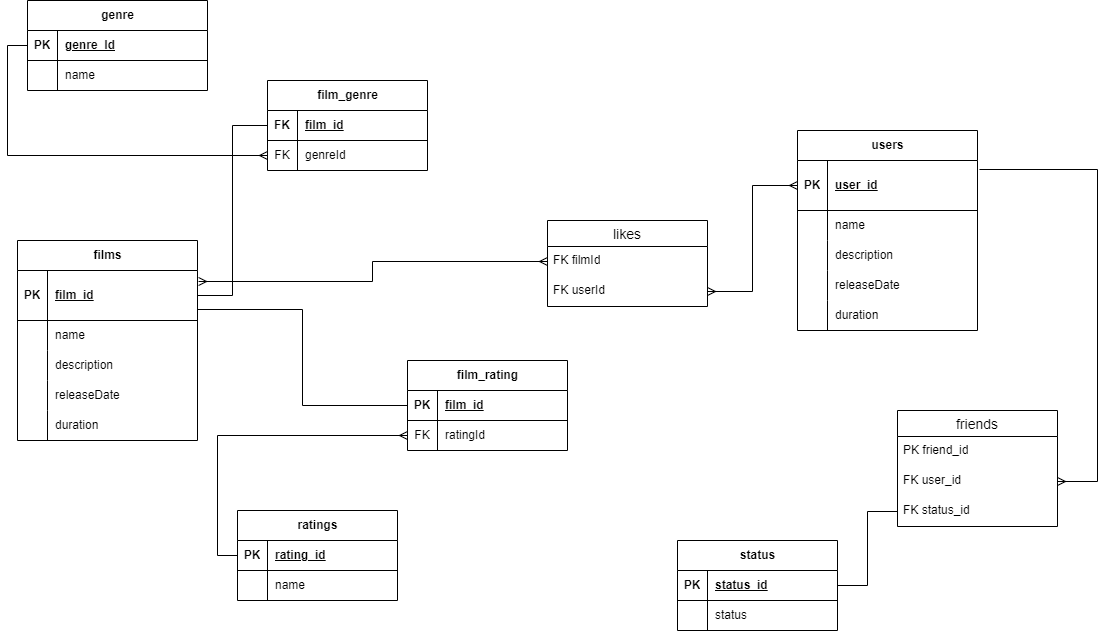 genre
PK genre_Id
name
film_genre
FK film_id
FK genreId
users
PK user_id
name
description
releaseDate
duration
likes
FK filmId
FK userId
films
PK film_id
name
description
releaseDate
duration
film_rating
PK film_id
FK ratingId
friends
PK friend_id
FK user_id
FK status_id
ratings
PK rating_id
name
status
PK status_id
status